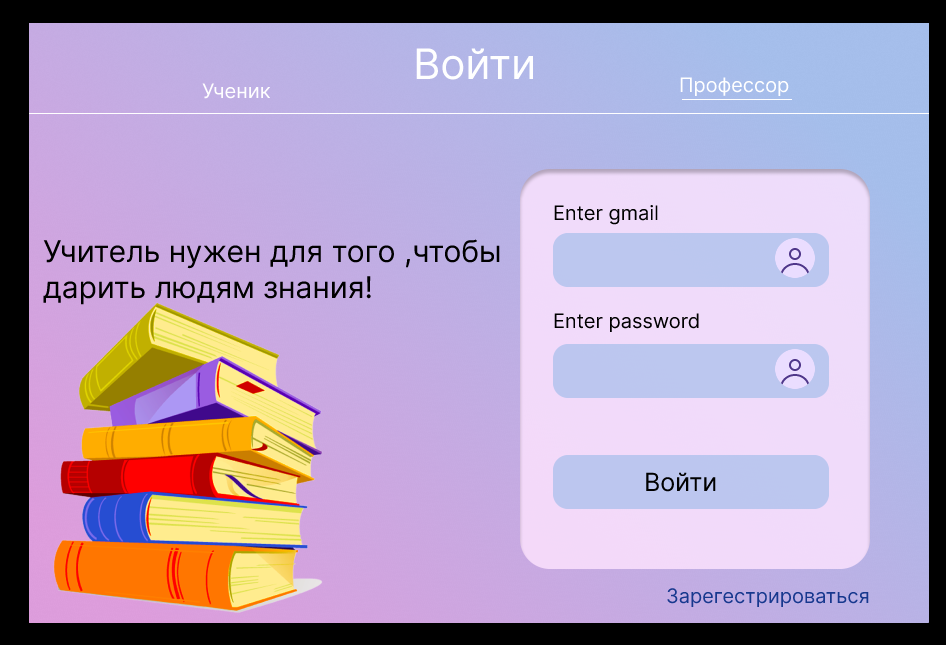 Войти
Ученик
Профессор
Учитель нужен для того ,чтобы
дарить людям знания!
Enter gmail
Enter password
Войти
Зарегестрироваться